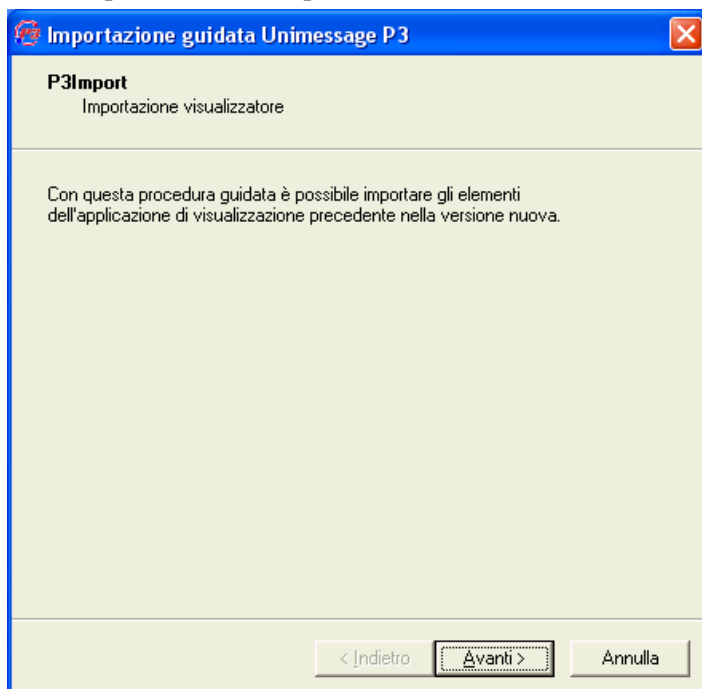 Importazione guidata Unimessage P3
P3Import
Importazione visualizzatore
Con questa procedura guidata è possibile importare gli elementi
dell'applicazione di visualizzazione precedente nella versione nuova.
< Indietro
Avanti >
Annulla